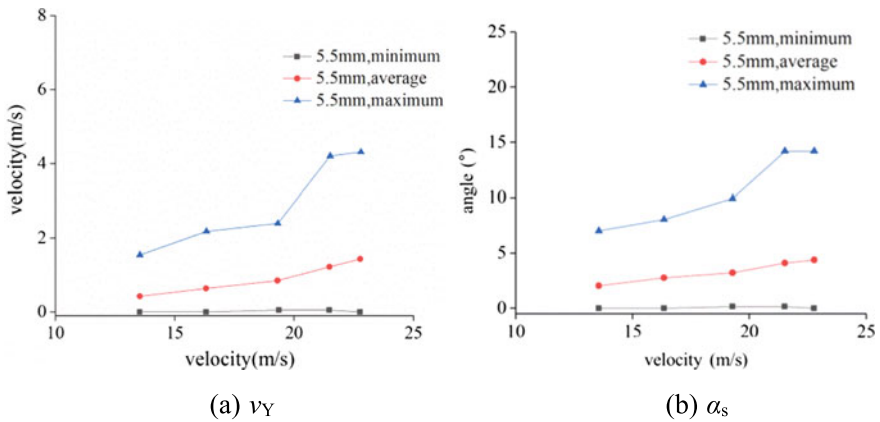 8
6
4
2
0
velocity(m/s)
5.5mm,minimum
5.5mm,average
5.5mm,maximum
10 15 20 25
velocity(m/s)
(a) vY
25
20
15
10
5
0
angle (°)
5.5mm,minimum
5.5mm,average
5.5mm,maximum
10 15 20 25
velocity (m/s)
(b) αs